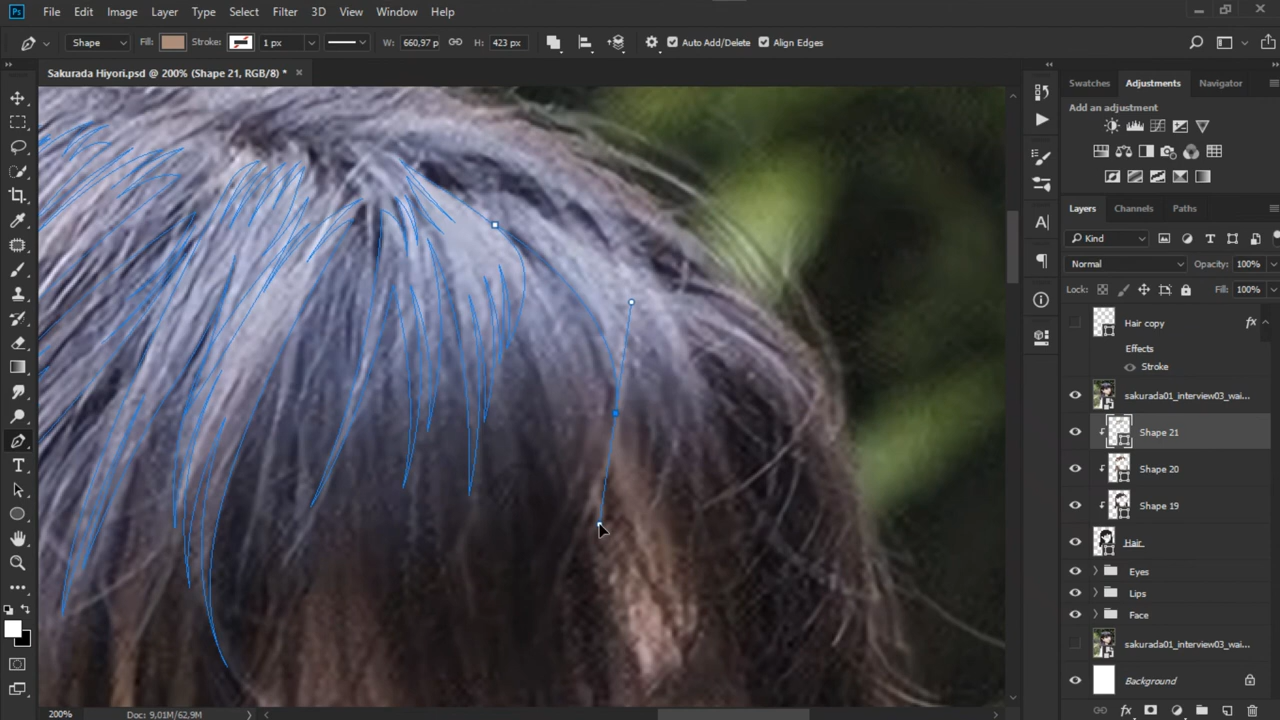 Ps File Edit Image Layer Type Select Filter 3D View Window Help
Shape Fill: Stroke: 1 px W: 660,97 p H: 423 px Auto Add/Delete Align Edges
Sakurada Hiyori.psd @ 200% (Shape 21, RGB/8) *
Swatches Adjustments Navigator
Add an adjustment
Layers Channels Paths
Kind
Normal Opacity: 100%
Lock: Fill: 100%
Hair copy fx
Effects
Stroke
sakurada01_interview03_wai...
Shape 21
Shape 20
Shape 19
Hair
Eyes
Lips
Face
sakurada01_interview03_wai...
Background
200% Doc: 9,01M/62,9M